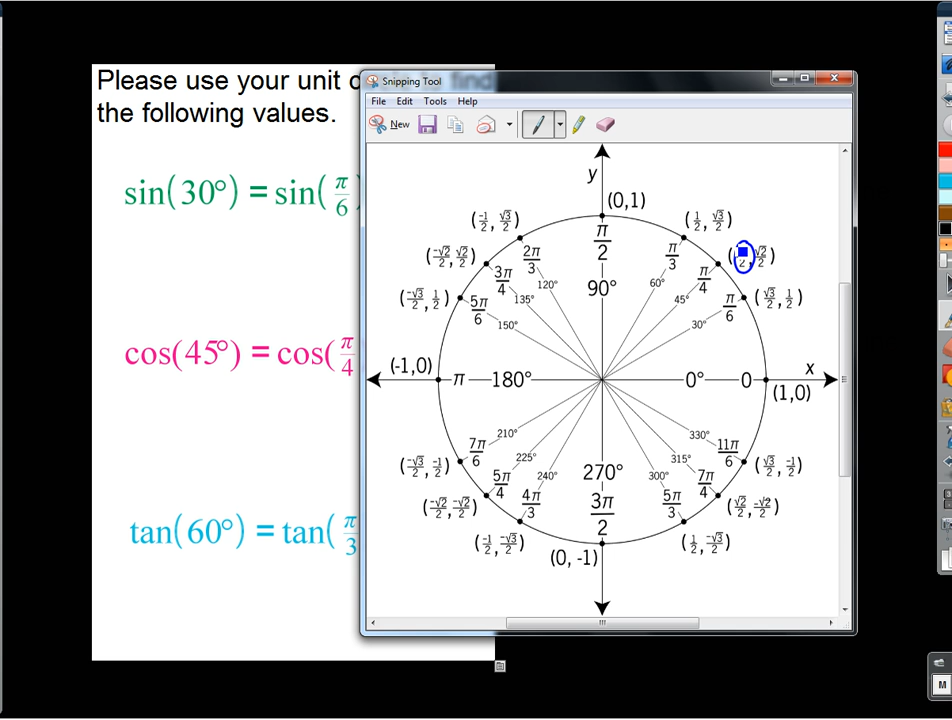 Please use your unit c
the following values.
sin(30°) = sin(π/6)
cos(45°) = cos(π/4
tan(60°) = tan(π/3
Snipping Tool
File Edit Tools Help
New
y
(0,1)
(-1/2, √3/2)
(1/2, √3/2)
π/2
2π/3
π/3
(-√2/2, √2/2)
√2/2)
3π/4
π/4
120°
60°
90°
(-√3/2, 1/2)
(√3/2, 1/2)
5π/6
135°
45°
π/6
150°
30°
(-1,0)
x
π
180°
0°
0
(1,0)
210°
330°
7π/6
11π/6
(-√3/2, -1/2)
(√3/2, -1/2)
225°
315°
240°
270°
300°
5π/4
7π/4
(-√2/2, -√2/2)
(√2/2, -√2/2)
4π/3
3π/2
5π/3
(-1/2, -√3/2)
(1/2, -√3/2)
(0, -1)
M